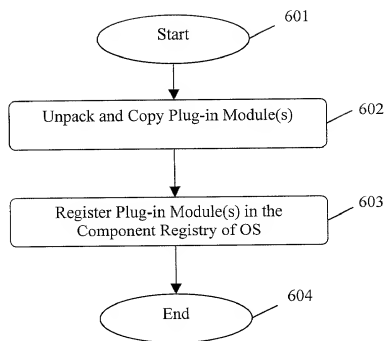 601
Start
Unpack and Copy Plug-in Module(s)
602
Register Plug-in Module(s) in the
Component Registry of OS
603
604
End